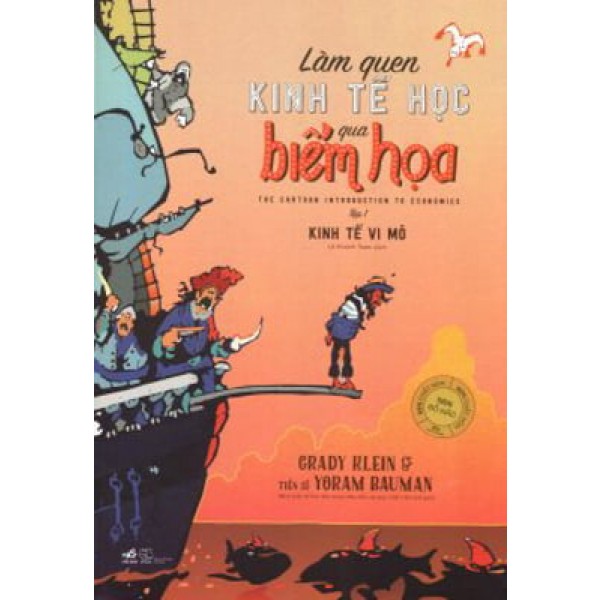 Làm quen
KINH TẾ HỌC
qua
biếm họa
THE CARTOON INTRODUCTION TO ECONOMICS
Tập 1
KINH TẾ VI MÔ
GRADY KLEIN &
TIẾN SĨ YORAM BAUMAN